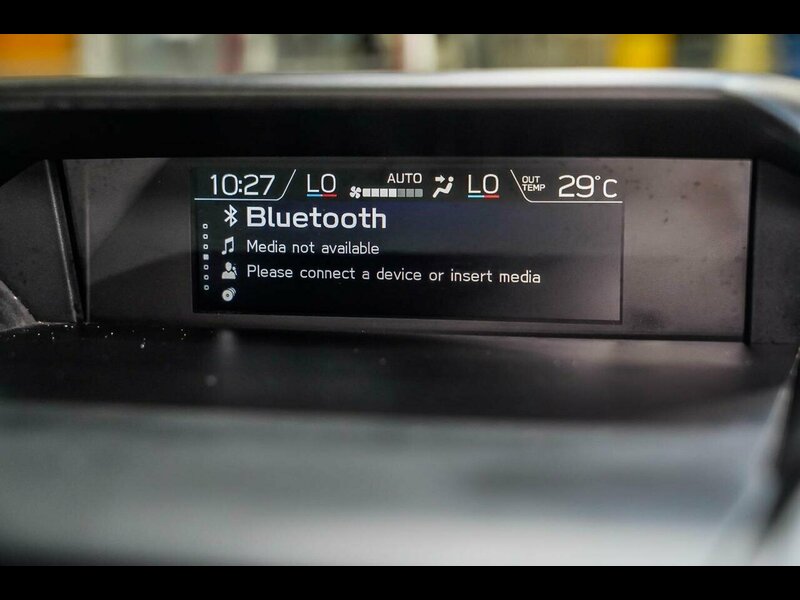 10:27 LO AUTO LO OUT TEMP 29°C
Bluetooth
Media not available
Please connect a device or insert media